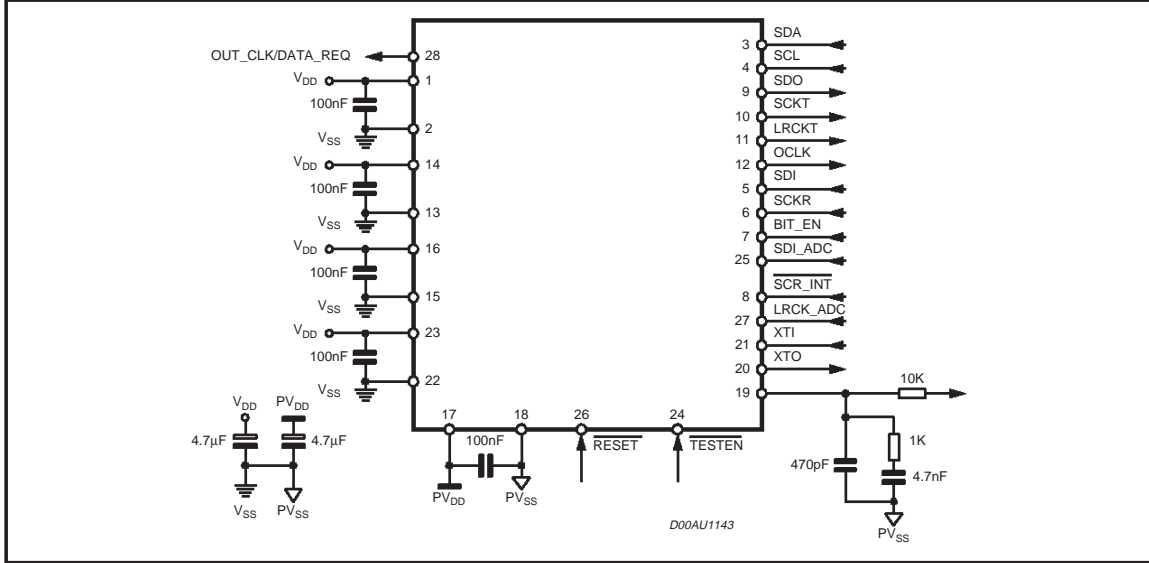 OUT_CLK/DATA_REQ
28
VDD
1
100nF
2
VSS
VDD
14
100nF
13
VSS
VDD
16
100nF
15
VSS
VDD
23
100nF
22
VSS
VDD
PVDD
4.7µF
4.7µF
VSS
PVSS
17
18
26
24
100nF
RESET
TESTEN
PVDD
PVSS
3
SDA
4
SCL
9
SDO
10
SCKT
11
LRCKT
12
OCLK
5
SDI
6
SCKR
7
BIT_EN
25
SDI_ADC
8
SCR_INT
27
LRCK_ADC
21
XTI
20
XTO
19
10K
1K
470pF
4.7nF
PVSS
D00AU1143